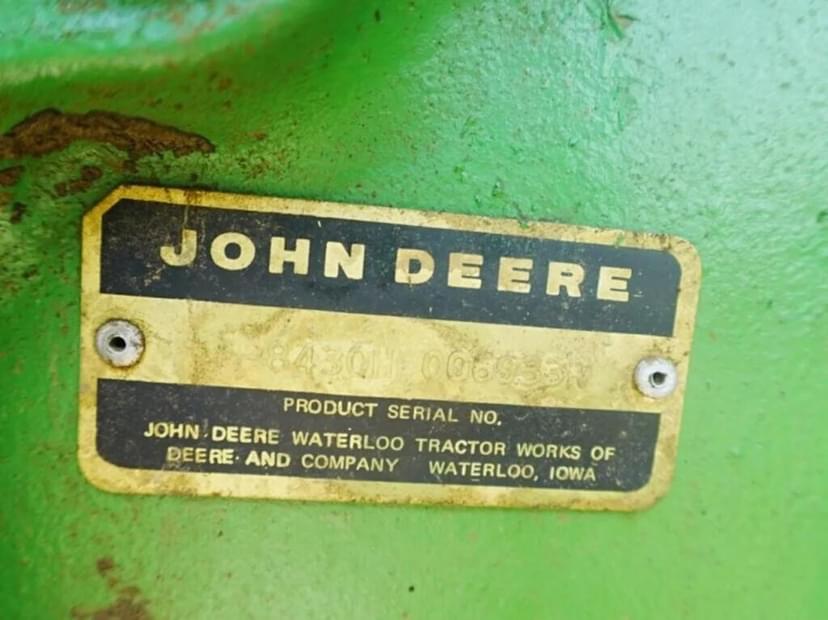 JOHN DEERE
PRODUCT SERIAL NO.
JOHN DEERE WATERLOO TRACTOR WORKS OF
DEERE AND COMPANY WATERLOO, IOWA